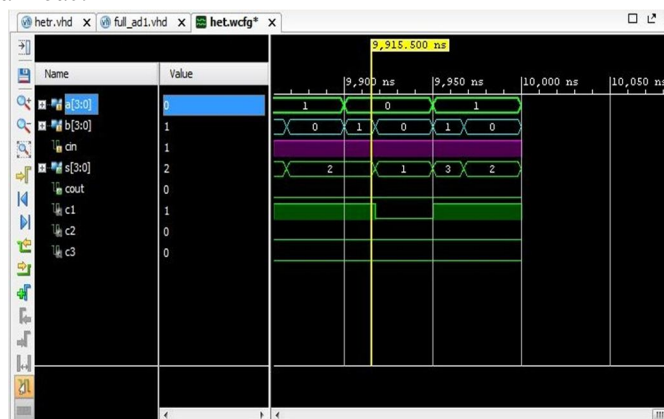 hetr.vhd
full_ad1.vhd
het.wcfg*
9,915.500 ns
Name
Value
9,900 ns
9,950 ns
10,000 ns
10,050 ns
a[3:0]
0
1
0
1
b[3:0]
1
0
1
0
1
0
cin
1
s[3:0]
2
2
1
3
2
cout
0
c1
1
c2
0
c3
0